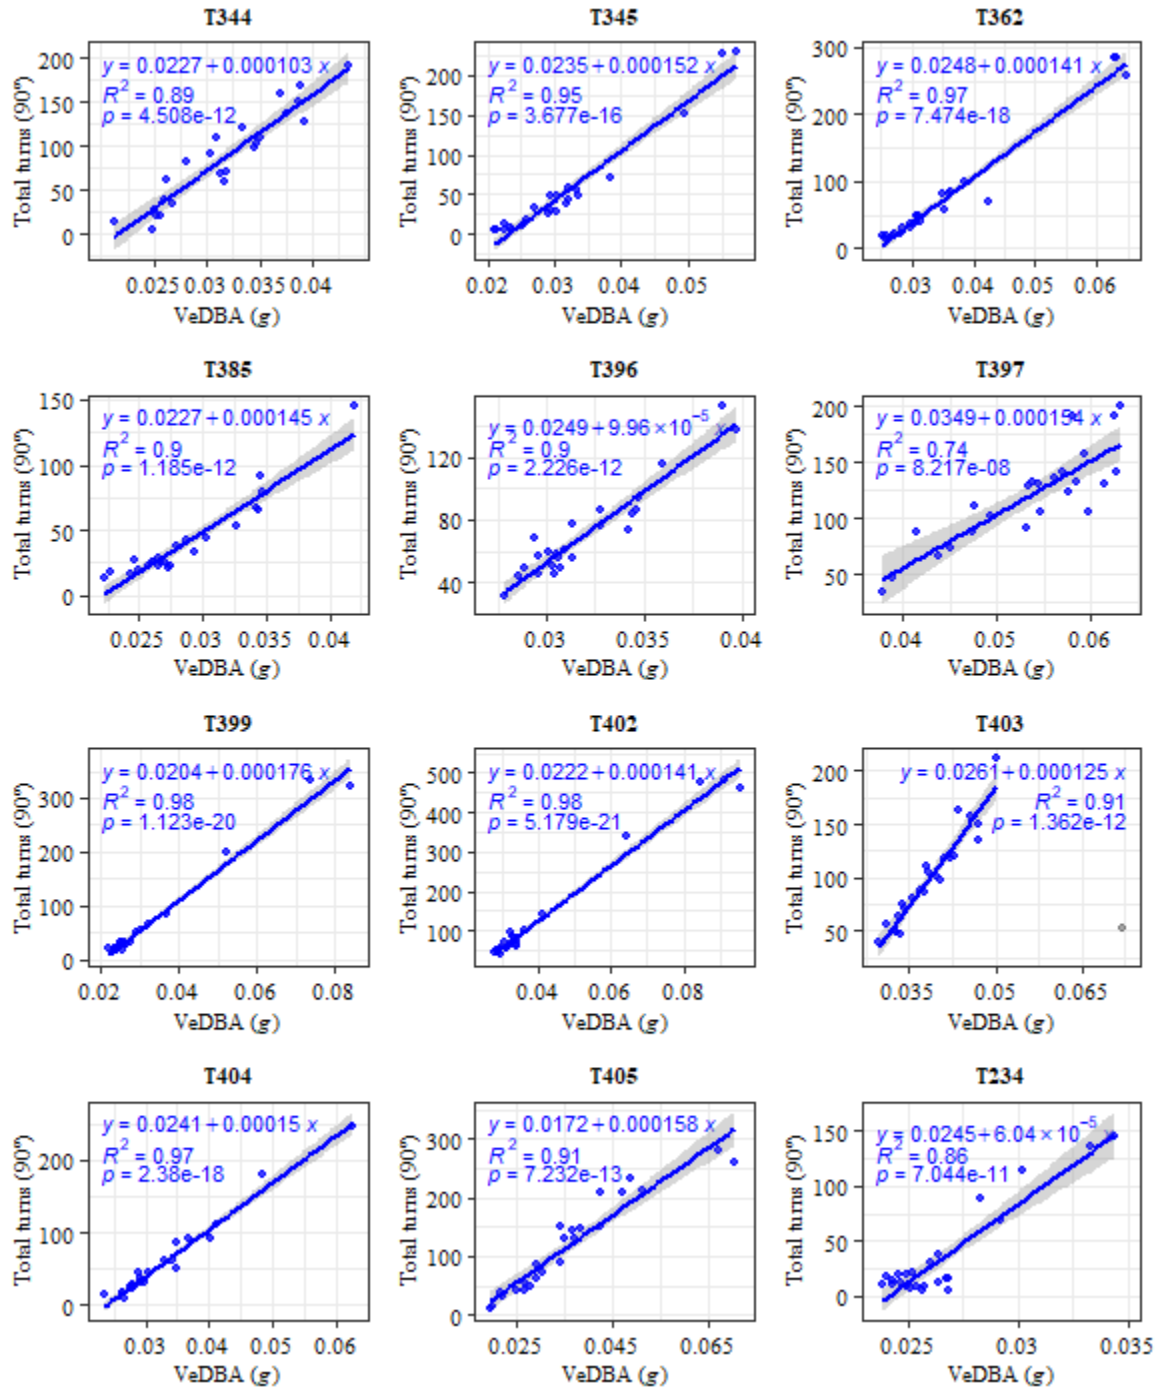 T344
T345
T362
Total turns (90º)
200
150
100
50
0
y = 0.0227 + 0.000103 x
R² = 0.89
p = 4.508e-12
0.025 0.03 0.035 0.04
VeDBA (g)
Total turns (90º)
200
150
100
50
0
y = 0.0235 + 0.000152 x
R² = 0.95
p = 3.677e-16
0.02 0.03 0.04 0.05
VeDBA (g)
Total turns (90º)
300
200
100
0
y = 0.0248 + 0.000141 x
R² = 0.97
p = 7.474e-18
0.03 0.04 0.05 0.06
VeDBA (g)
T385
T396
T397
Total turns (90º)
150
100
50
0
y = 0.0227 + 0.000145 x
R² = 0.9
p = 1.185e-12
0.025 0.03 0.035 0.04
VeDBA (g)
Total turns (90º)
120
80
40
y = 0.0249 + 9.96 × 10⁻⁵ x
R² = 0.9
p = 2.226e-12
0.03 0.035 0.04
VeDBA (g)
Total turns (90º)
200
150
100
50
y = 0.0349 + 0.000154 x
R² = 0.74
p = 8.217e-08
0.04 0.05 0.06
VeDBA (g)
T399
T402
T403
Total turns (90º)
300
200
100
0
y = 0.0204 + 0.000176 x
R² = 0.98
p = 1.123e-20
0.02 0.04 0.06 0.08
VeDBA (g)
Total turns (90º)
500
400
300
200
100
y = 0.0222 + 0.000141 x
R² = 0.98
p = 5.179e-21
0.04 0.06 0.08
VeDBA (g)
Total turns (90º)
200
150
100
50
y = 0.0261 + 0.000125 x
R² = 0.91
p = 1.362e-12
0.035 0.05 0.065
VeDBA (g)
T404
T405
T234
Total turns (90º)
200
100
0
y = 0.0241 + 0.00015 x
R² = 0.97
p = 2.38e-18
0.03 0.04 0.05 0.06
VeDBA (g)
Total turns (90º)
300
200
100
0
y = 0.0172 + 0.000158 x
R² = 0.91
p = 7.232e-13
0.025 0.045 0.065
VeDBA (g)
Total turns (90º)
150
100
50
0
y = 0.0245 + 6.04 × 10⁻⁵ x
R² = 0.86
p = 7.044e-11
0.025 0.03 0.035
VeDBA (g)